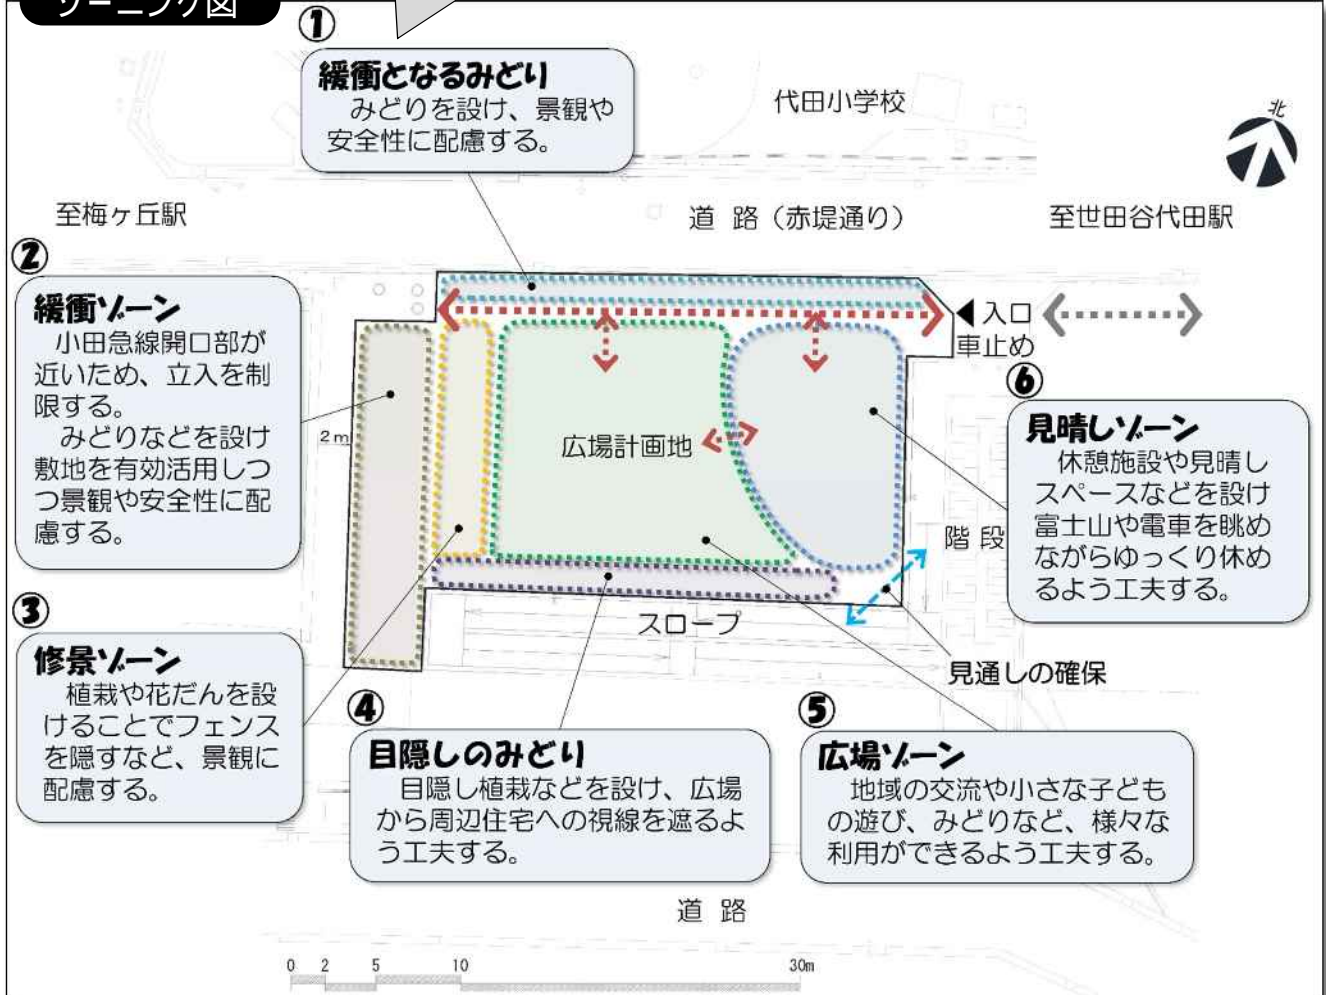 ゾーニング図
①
緩衝となるみどり
みどりを設け、景観や
安全性に配慮する。
代田小学校
北
至梅ヶ丘駅
道 路（赤堤通り）
至世田谷代田駅
②
緩衝ゾーン
小田急線開口部が
近いため、立入を制
限する。
みどりなどを設け
敷地を有効活用しつ
つ景観や安全性に配
慮する。
◀入口
車止め
2m
広場計画地
⑥
見晴しゾーン
休憩施設や見晴し
スペースなどを設け
富士山や電車を眺め
ながらゆっくり休め
るよう工夫する。
階 段
③
修景ゾーン
植栽や花だんを設
けることでフェンス
を隠すなど、景観に
配慮する。
スロープ
見通しの確保
④
目隠しのみどり
目隠し植栽などを設け、広場
から周辺住宅への視線を遮るよ
う工夫する。
⑤
広場ゾーン
地域の交流や小さな子ども
の遊び、みどりなど、様々な
利用ができるよう工夫する。
道 路
0 2 5 10 30m